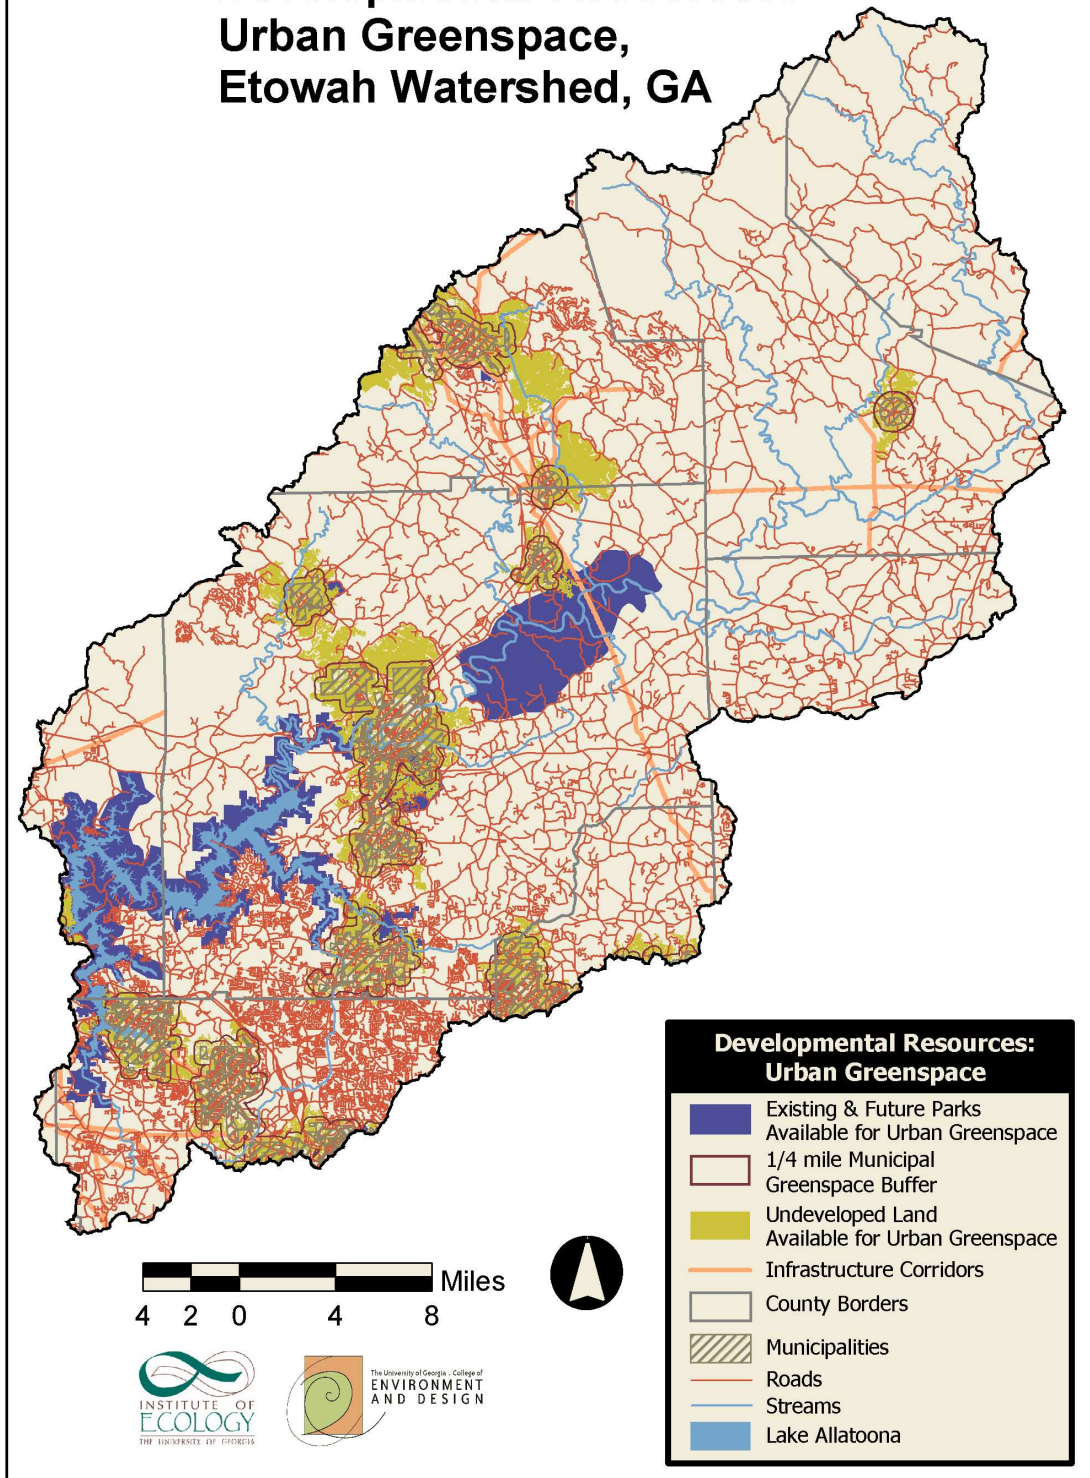 Urban Greenspace,
Etowah Watershed, GA
Developmental Resources:
Urban Greenspace
Existing & Future Parks
Available for Urban Greenspace
1/4 mile Municipal
Greenspace Buffer
Undeveloped Land
Available for Urban Greenspace
Infrastructure Corridors
County Borders
Municipalities
Roads
Streams
Lake Allatoona
Miles
4 2 0 4 8
INSTITUTE OF
ECOLOGY
THE UNIVERSITY OF GEORGIA
The University of Georgia . College of
ENVIRONMENT
AND DESIGN